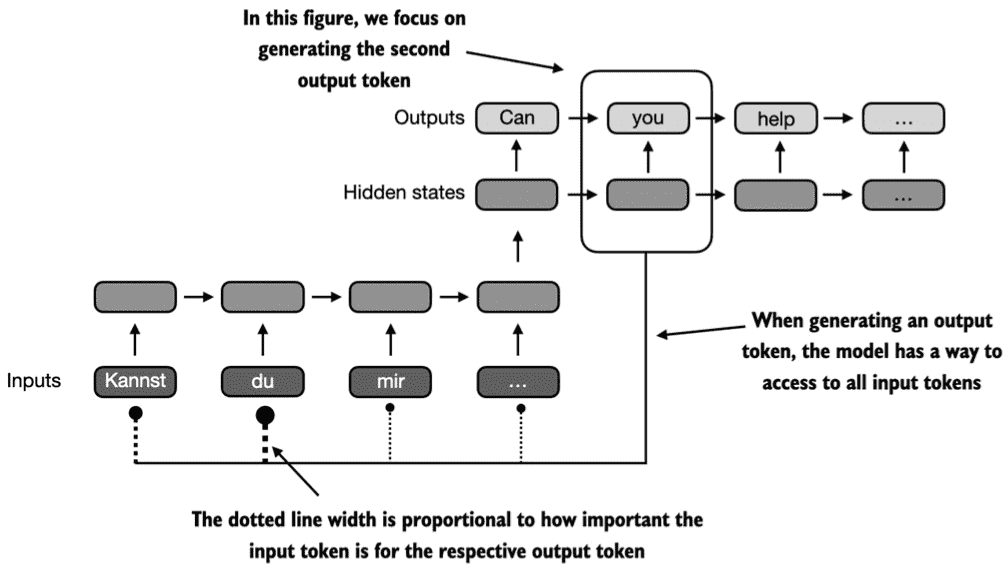 In this figure, we focus on
generating the second
output token
Outputs
Can
you
help
...
Hidden states
...
When generating an output
token, the model has a way to
access to all input tokens
Inputs
Kannst
du
mir
...
The dotted line width is proportional to how important the
input token is for the respective output token